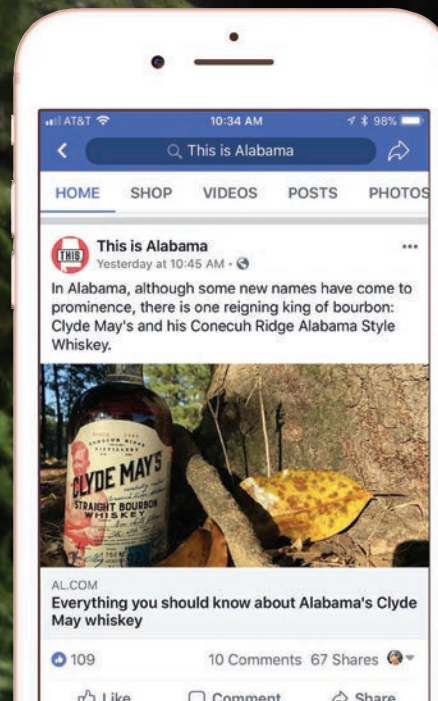 AT&T 10:34 AM 98%
This is Alabama
HOME SHOP VIDEOS POSTS PHOTOS
THIS
This is Alabama
Yesterday at 10:45 AM
In Alabama, although some new names have come to
prominence, there is one reigning king of bourbon:
Clyde May's and his Conecuh Ridge Alabama Style
Whiskey.
CONECUH RIDGE
DISTILLERY
CLYDE MAY'S
STRAIGHT BOURBON
WHISKEY
AL.COM
Everything you should know about Alabama's Clyde
May whiskey
109 10 Comments 67 Shares
Like Comment Share